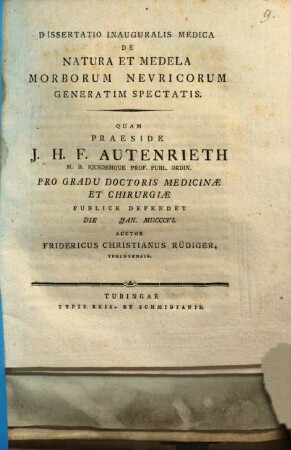 9.
DISSERTATIO INAUGURALIS MEDICA
DE
NATURA ET MEDELA
MORBORUM NEVRICORUM
GENERATIM SPECTATIS.
QUAM
PRAESIDE
J. H. F. AUTENRIETH
M. D. EJUSDEMQUE PROF. PUBL. ORDIN.
PRO GRADU DOCTORIS MEDICINÆ
ET CHIRURGIÆ
PUBLICE DEFENDET
DIE JAN. MDCCCVI.
AUCTOR
FRIDERICUS CHRISTIANUS RÜDIGER,
TUBINGENSIS.
TUBINGAE
TYPIS REIS- ET SCHMIDIANIS.